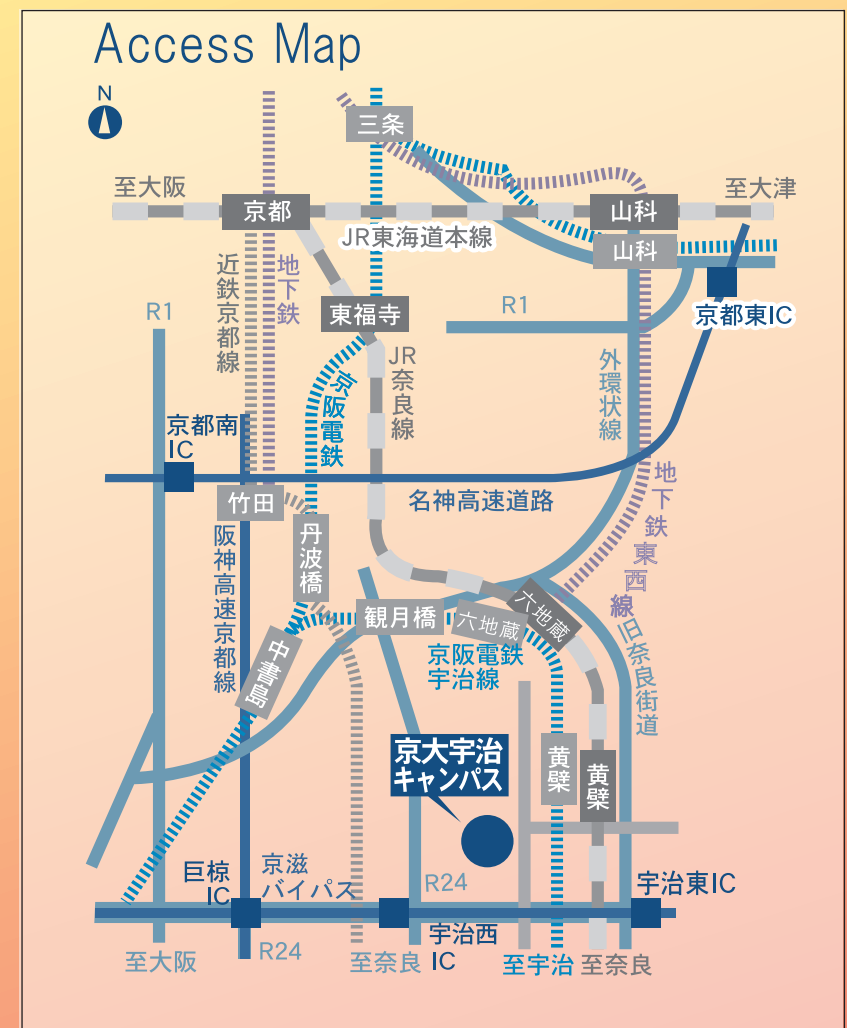 Access Map
N
三条
至大阪
京都
山科
至大津
JR東海道本線
山科
近鉄京都線
地下鉄
R1
東福寺
R1
京都東IC
JR奈良線
外環状線
京阪電鉄
京都南
IC
地下鉄東西線
竹田
名神高速道路
丹波橋
阪神高速京都線
観月橋
六地蔵
六地蔵
旧奈良街道
京阪電鉄
宇治線
中書島
京大宇治
キャンパス
黄檗
黄檗
巨椋
IC
京滋
バイパス
R24
宇治東IC
宇治西
IC
至大阪
R24
至奈良
至宇治
至奈良